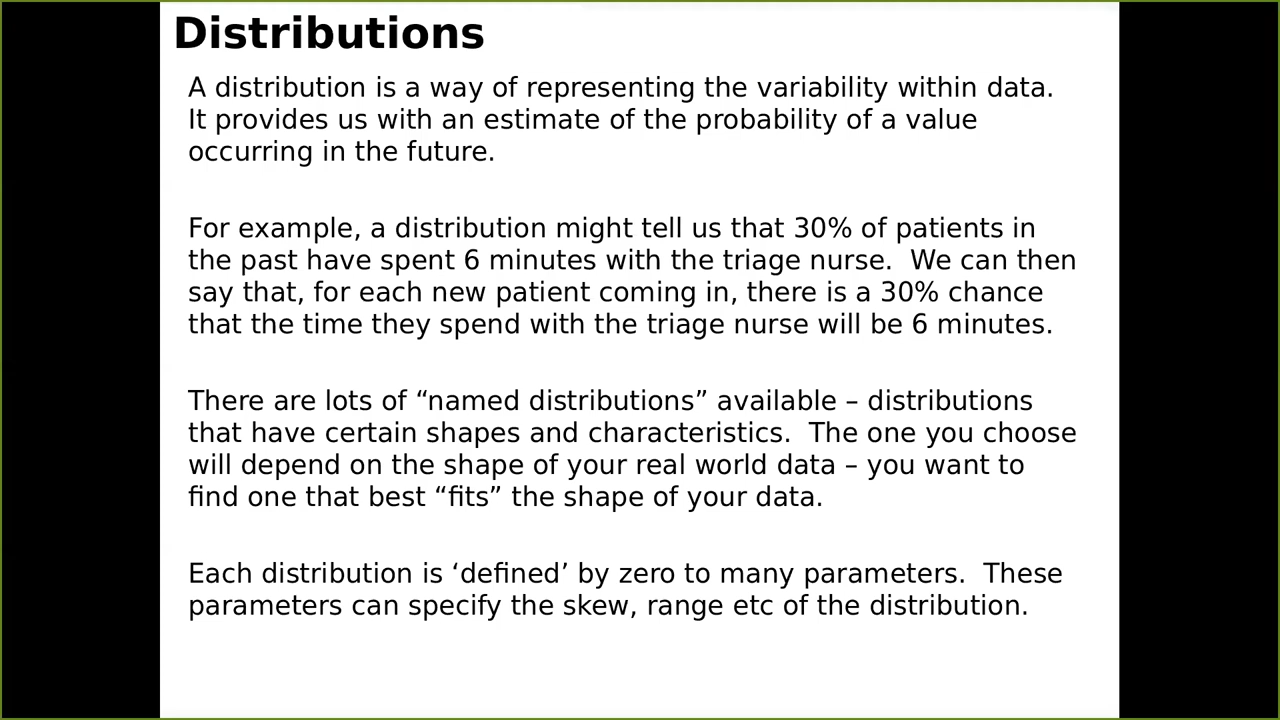 Distributions
A distribution is a way of representing the variability within data.
It provides us with an estimate of the probability of a value
occurring in the future.
For example, a distribution might tell us that 30% of patients in
the past have spent 6 minutes with the triage nurse.  We can then
say that, for each new patient coming in, there is a 30% chance
that the time they spend with the triage nurse will be 6 minutes.
There are lots of “named distributions” available – distributions
that have certain shapes and characteristics.  The one you choose
will depend on the shape of your real world data – you want to
find one that best “fits” the shape of your data.
Each distribution is ‘defined’ by zero to many parameters.  These
parameters can specify the skew, range etc of the distribution.